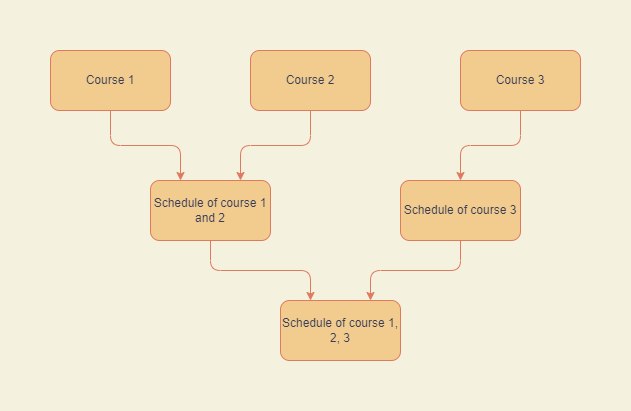 Course 1
Course 2
Course 3
Schedule of course 1
and 2
Schedule of course 3
Schedule of course 1,
2, 3